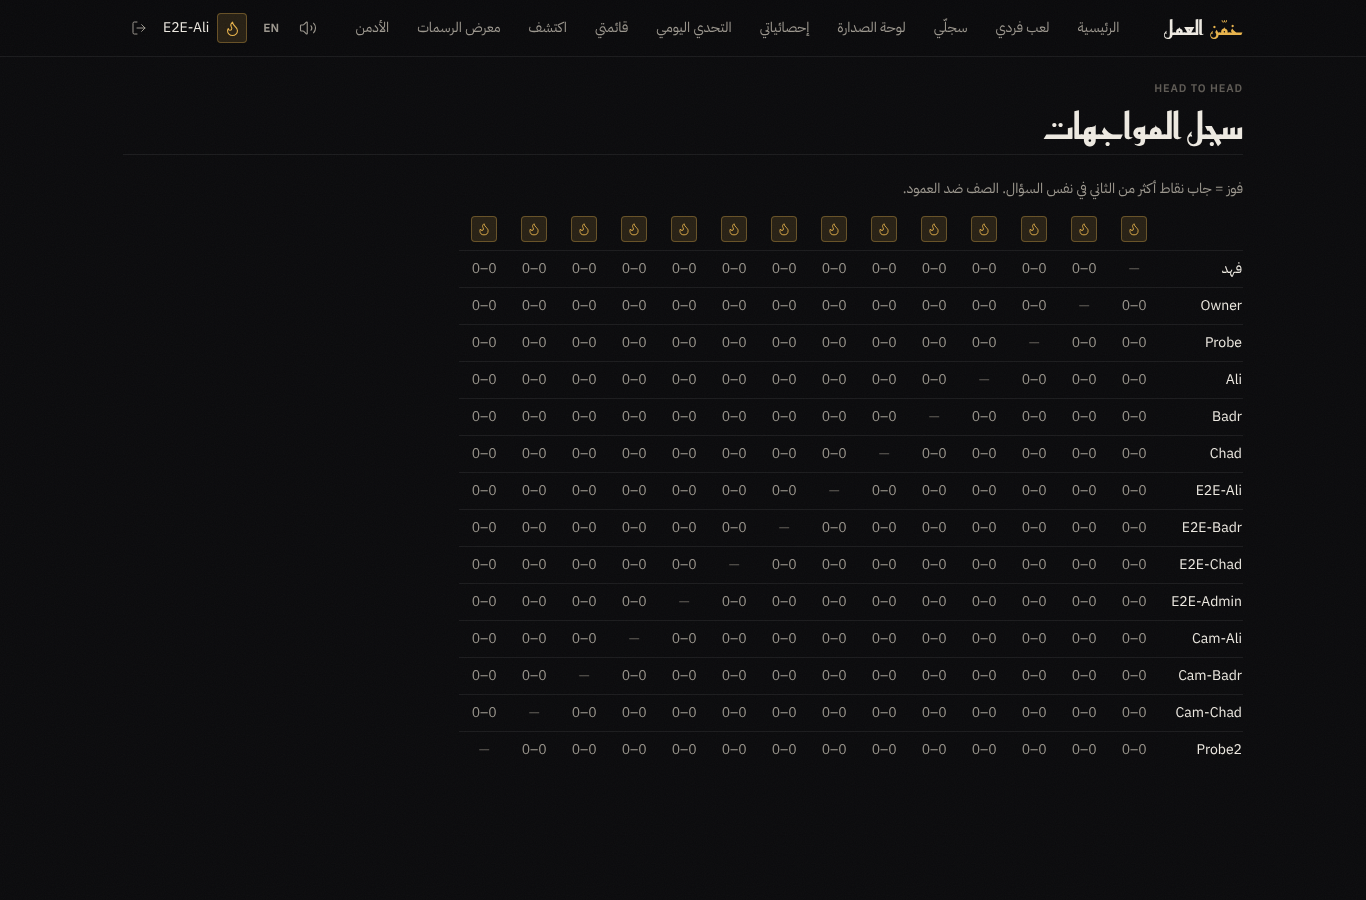 خمّن العمل الرئيسية لعب فردي سجلّي لوحة الصدارة إحصائياتي التحدي اليومي قائمتي اكتشف معرض الرسمات الأدمن EN E2E-Ali
HEAD TO HEAD
سجل المواجهات
فوز = جاب نقاط أكثر من الثاني في نفس السؤال. الصف ضد العمود.
فهد — 0–0 0–0 0–0 0–0 0–0 0–0 0–0 0–0 0–0 0–0 0–0 0–0 0–0
Owner 0–0 — 0–0 0–0 0–0 0–0 0–0 0–0 0–0 0–0 0–0 0–0 0–0 0–0
Probe 0–0 0–0 — 0–0 0–0 0–0 0–0 0–0 0–0 0–0 0–0 0–0 0–0 0–0
Ali 0–0 0–0 0–0 — 0–0 0–0 0–0 0–0 0–0 0–0 0–0 0–0 0–0 0–0
Badr 0–0 0–0 0–0 0–0 — 0–0 0–0 0–0 0–0 0–0 0–0 0–0 0–0 0–0
Chad 0–0 0–0 0–0 0–0 0–0 — 0–0 0–0 0–0 0–0 0–0 0–0 0–0 0–0
E2E-Ali 0–0 0–0 0–0 0–0 0–0 0–0 — 0–0 0–0 0–0 0–0 0–0 0–0 0–0
E2E-Badr 0–0 0–0 0–0 0–0 0–0 0–0 0–0 — 0–0 0–0 0–0 0–0 0–0 0–0
E2E-Chad 0–0 0–0 0–0 0–0 0–0 0–0 0–0 0–0 — 0–0 0–0 0–0 0–0 0–0
E2E-Admin 0–0 0–0 0–0 0–0 0–0 0–0 0–0 0–0 0–0 — 0–0 0–0 0–0 0–0
Cam-Ali 0–0 0–0 0–0 0–0 0–0 0–0 0–0 0–0 0–0 0–0 — 0–0 0–0 0–0
Cam-Badr 0–0 0–0 0–0 0–0 0–0 0–0 0–0 0–0 0–0 0–0 0–0 — 0–0 0–0
Cam-Chad 0–0 0–0 0–0 0–0 0–0 0–0 0–0 0–0 0–0 0–0 0–0 0–0 — 0–0
Probe2 0–0 0–0 0–0 0–0 0–0 0–0 0–0 0–0 0–0 0–0 0–0 0–0 0–0 —